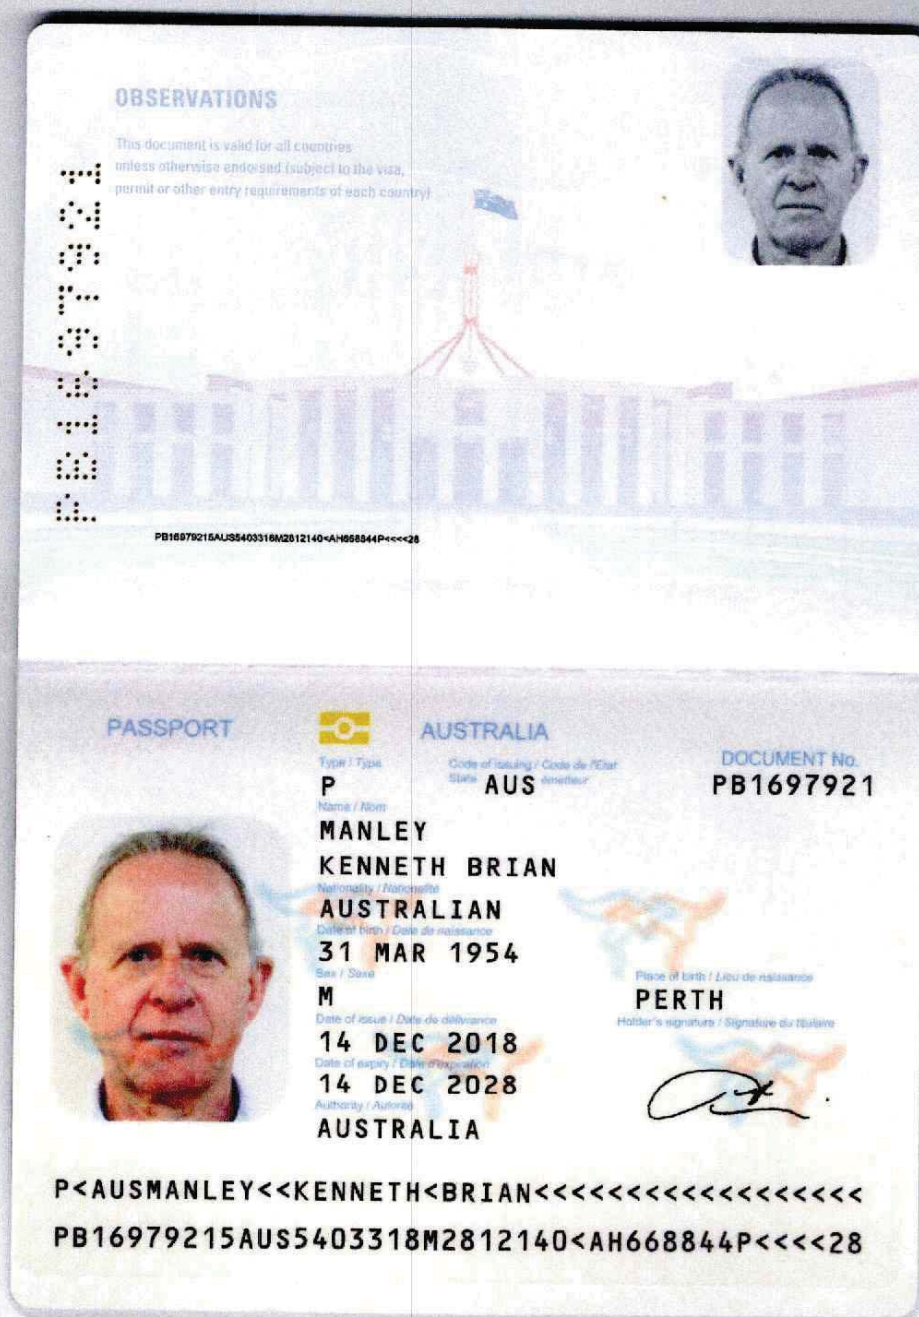 OBSERVATIONS
This document is valid for all countries
unless otherwise endorsed (subject to the visa,
permit or other entry requirements of each country)
PB1697921
PB16979215AUS5403318M2812140<AH668844P<<<<28
PASSPORT
AUSTRALIA
Type / Type
Code of issuing / Code de l'Etat
State
émetteur
DOCUMENT No.
P
AUS
PB1697921
Name / Nom
MANLEY
KENNETH BRIAN
Nationality / Nationalité
AUSTRALIAN
Date of birth / Date de naissance
31 MAR 1954
Sex / Sexe
Place of birth / Lieu de naissance
M
PERTH
Date of issue / Date de délivrance
Holder's signature / Signature du titulaire
14 DEC 2018
Date of expiry / Date d'expiration
14 DEC 2028
Authority / Autorité
AUSTRALIA
P<AUSMANLEY<<KENNETH<BRIAN<<<<<<<<<<<<<<<<<<
PB16979215AUS5403318M2812140<AH668844P<<<<28